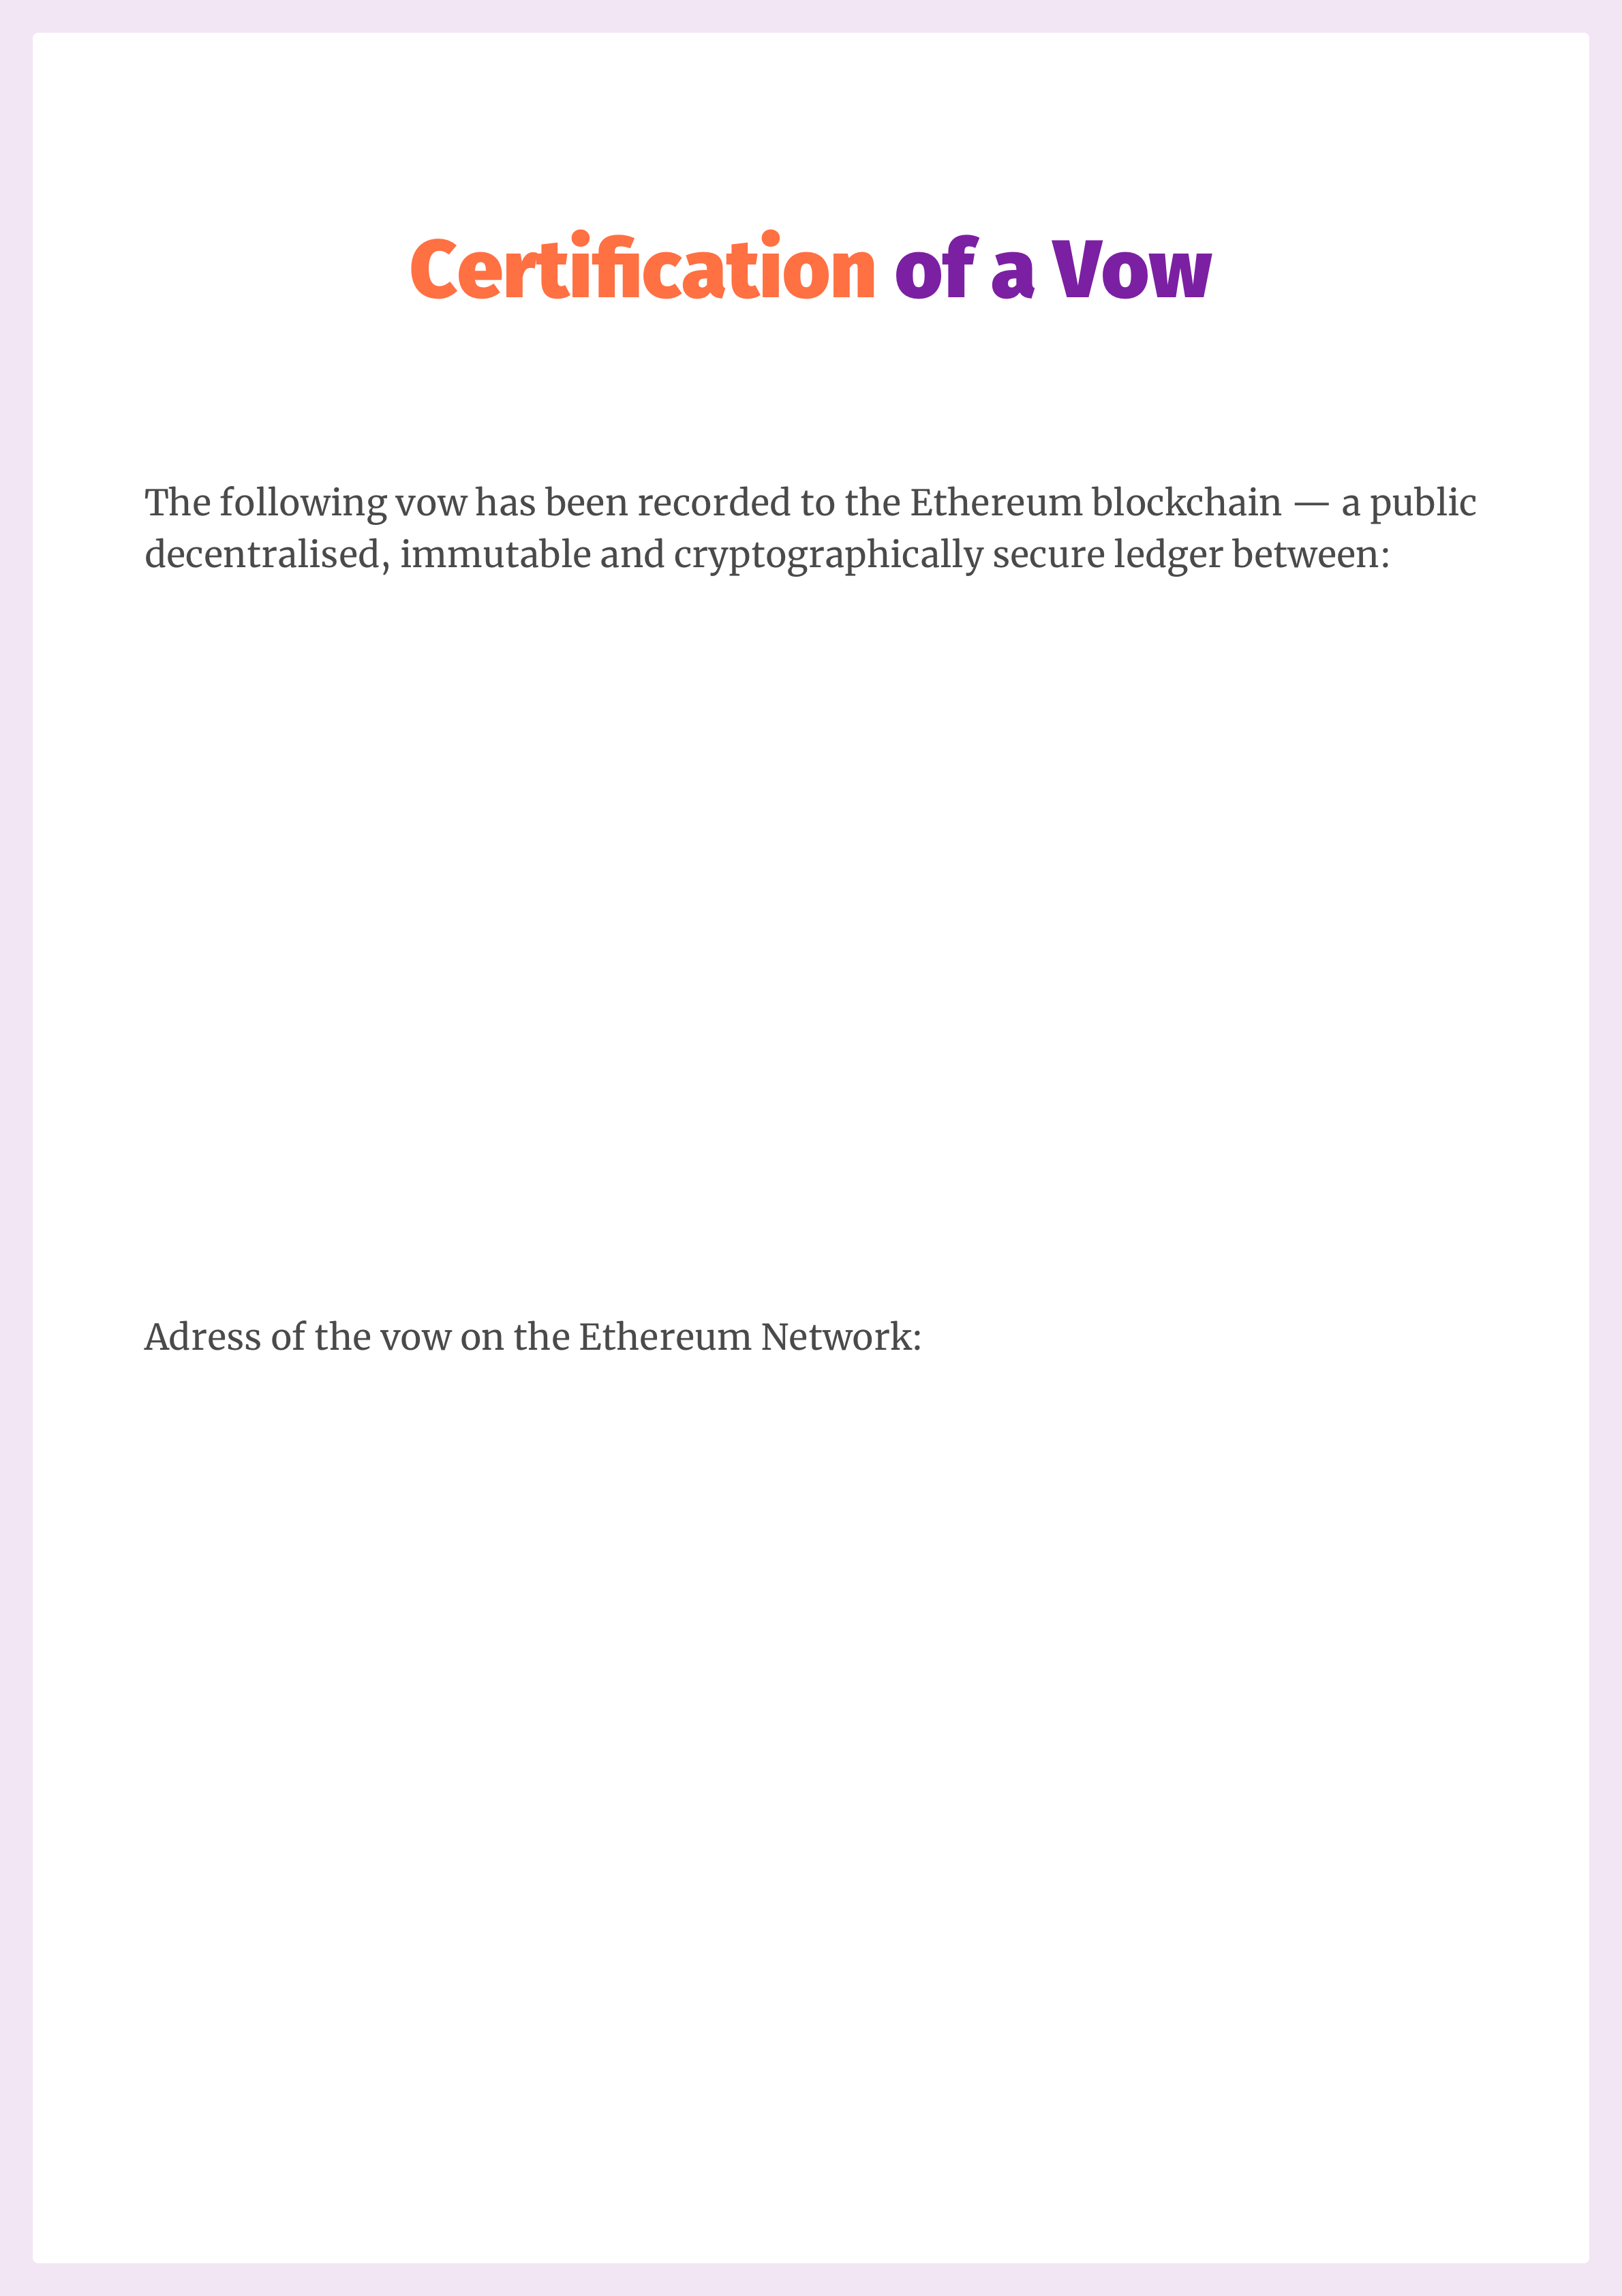 Certification of a Vow
The following vow has been recorded to the Ethereum blockchain — a public
decentralised, immutable and cryptographically secure ledger between:
Adress of the vow on the Ethereum Network: